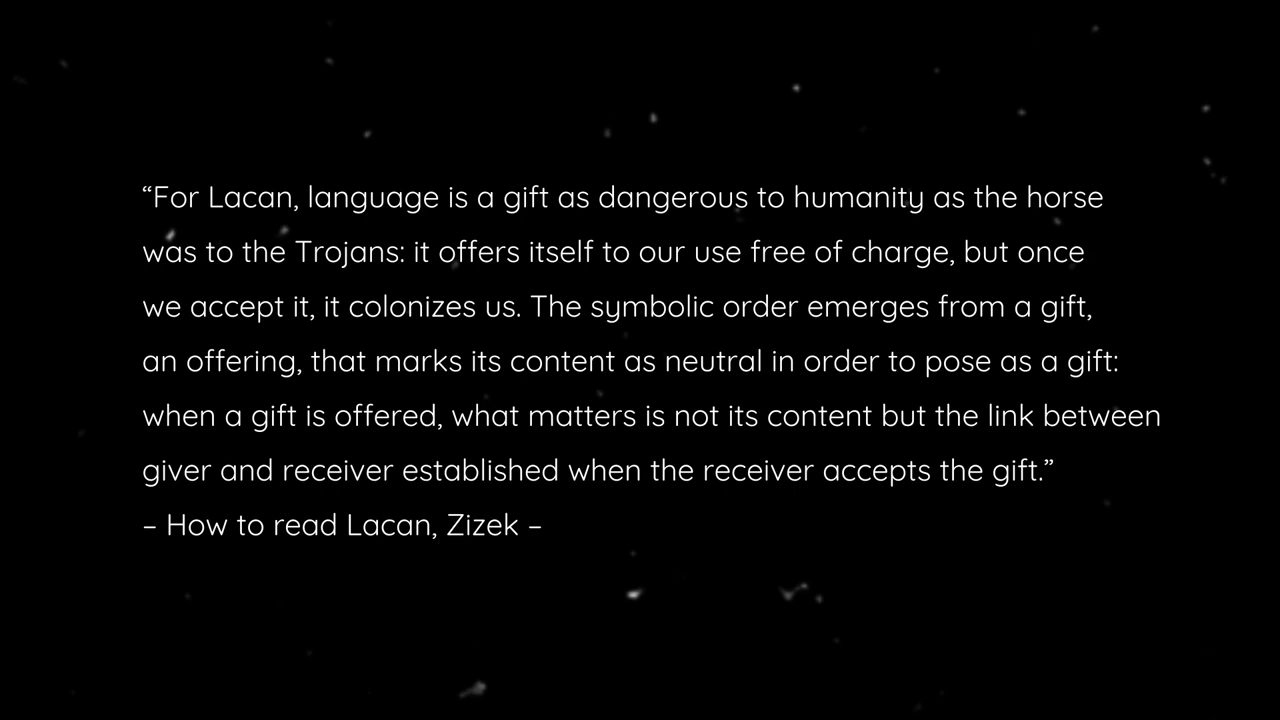 “For Lacan, language is a gift as dangerous to humanity as the horse
was to the Trojans: it offers itself to our use free of charge, but once
we accept it, it colonizes us. The symbolic order emerges from a gift,
an offering, that marks its content as neutral in order to pose as a gift:
when a gift is offered, what matters is not its content but the link between
giver and receiver established when the receiver accepts the gift.”
– How to read Lacan, Zizek –